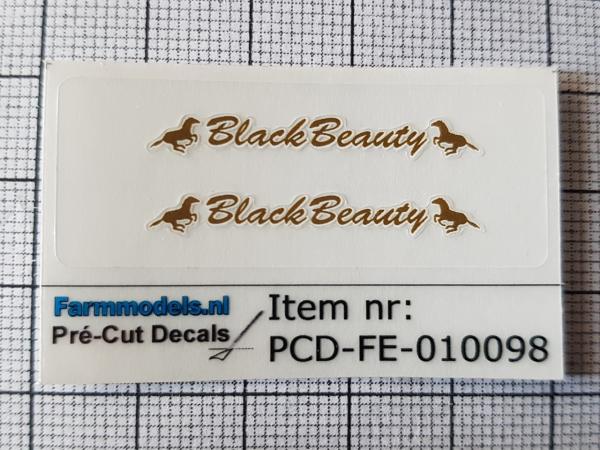 BlackBeauty
BlackBeauty
Farmmodels.nl
Pré-Cut Decals
Item nr:
PCD-FE-010098